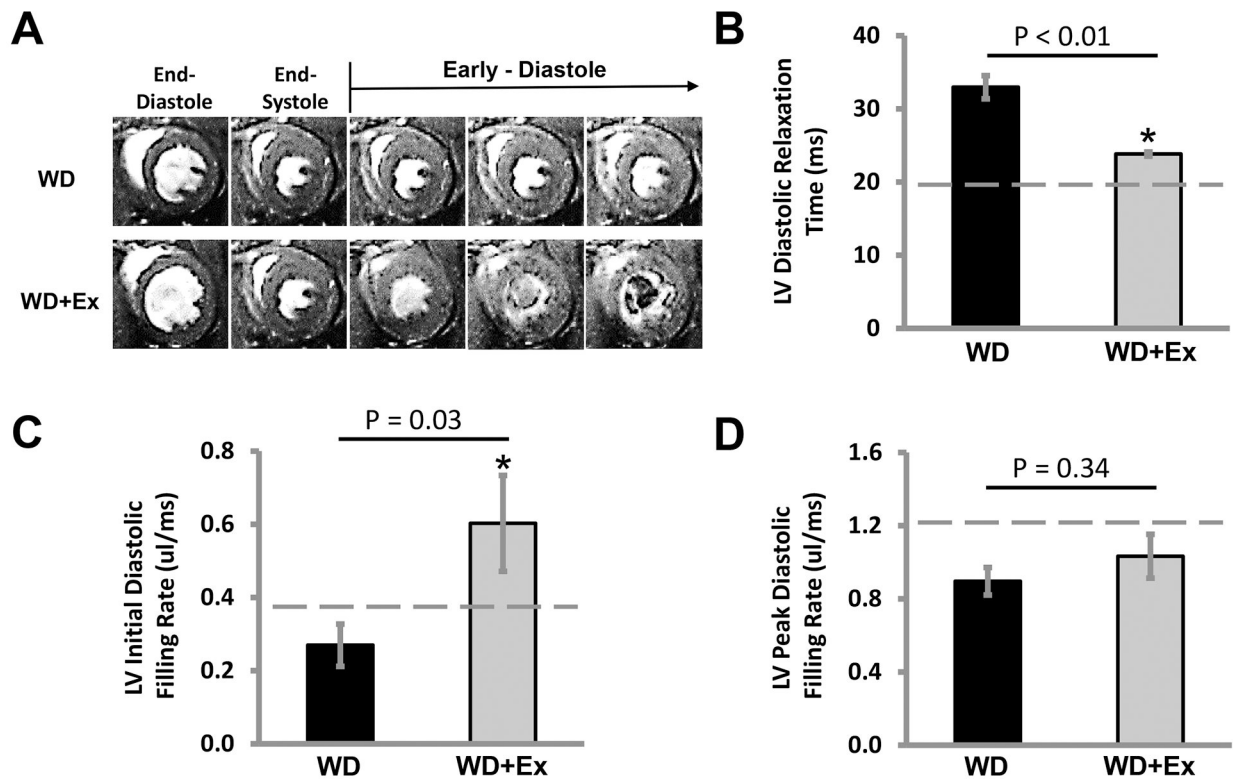 A
End-
Diastole
End-
Systole
Early - Diastole
WD
WD+Ex
B
P < 0.01
LV Diastolic Relaxation
Time (ms)
40
30
20
10
0
*
WD
WD+Ex
C
P = 0.03
LV Initial Diastolic
Filling Rate (ul/ms)
0.8
0.6
0.4
0.2
0.0
*
WD
WD+Ex
D
P = 0.34
LV Peak Diastolic
Filling Rate (ul/ms)
1.6
1.2
0.8
0.4
0.0
WD
WD+Ex